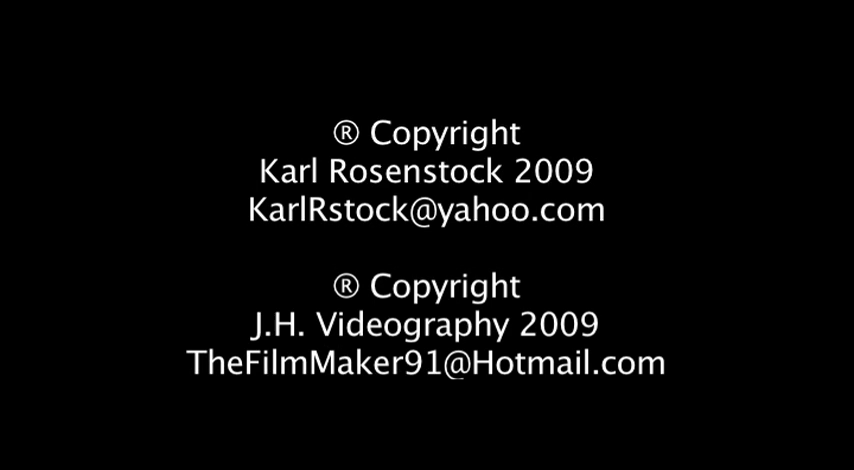 ® Copyright
Karl Rosenstock 2009
KarlRstock@yahoo.com
® Copyright
J.H. Videography 2009
TheFilmMaker91@Hotmail.com